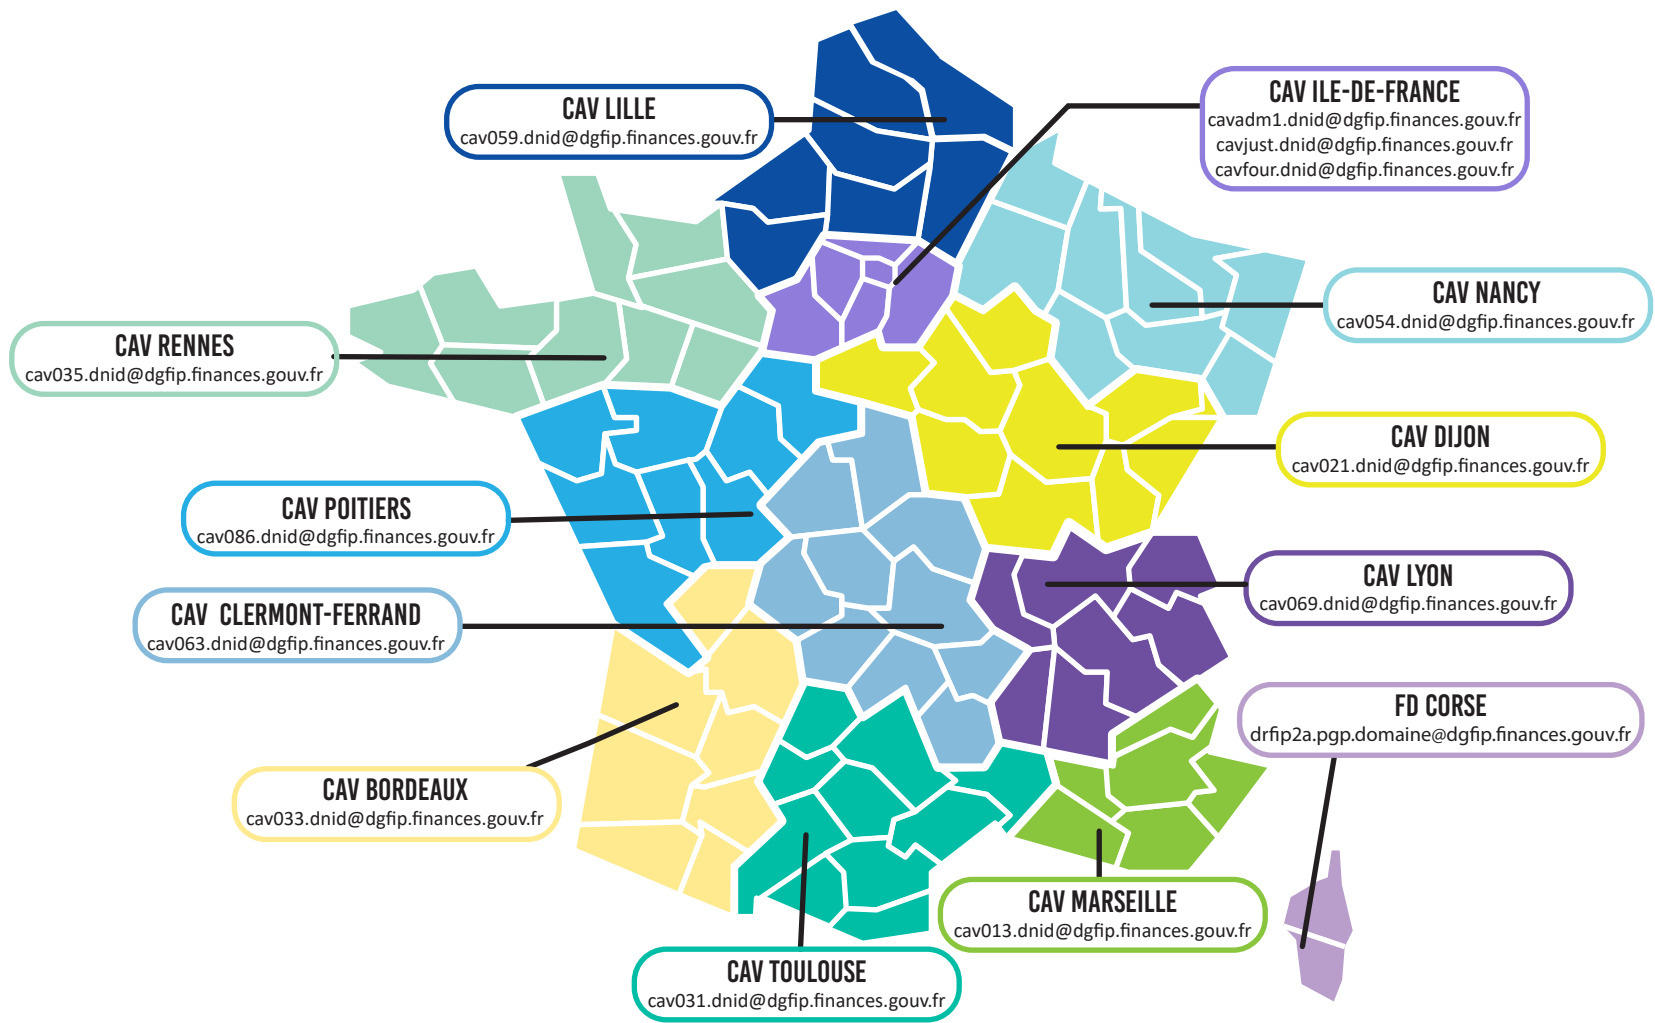 CAV LILLE
cav059.dnid@dgfip.finances.gouv.fr
CAV ILE-DE-FRANCE
cavadm1.dnid@dgfip.finances.gouv.fr
cavjust.dnid@dgfip.finances.gouv.fr
cavfour.dnid@dgfip.finances.gouv.fr
CAV NANCY
cav054.dnid@dgfip.finances.gouv.fr
CAV RENNES
cav035.dnid@dgfip.finances.gouv.fr
CAV DIJON
cav021.dnid@dgfip.finances.gouv.fr
CAV POITIERS
cav086.dnid@dgfip.finances.gouv.fr
CAV LYON
cav069.dnid@dgfip.finances.gouv.fr
CAV CLERMONT-FERRAND
cav063.dnid@dgfip.finances.gouv.fr
FD CORSE
drfip2a.pgp.domaine@dgfip.finances.gouv.fr
CAV BORDEAUX
cav033.dnid@dgfip.finances.gouv.fr
CAV MARSEILLE
cav013.dnid@dgfip.finances.gouv.fr
CAV TOULOUSE
cav031.dnid@dgfip.finances.gouv.fr